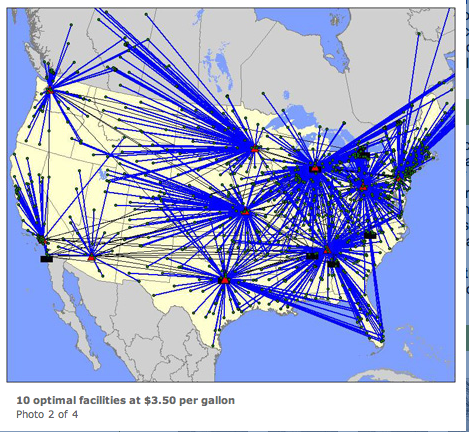 10 optimal facilities at $3.50 per gallon
Photo 2 of 4